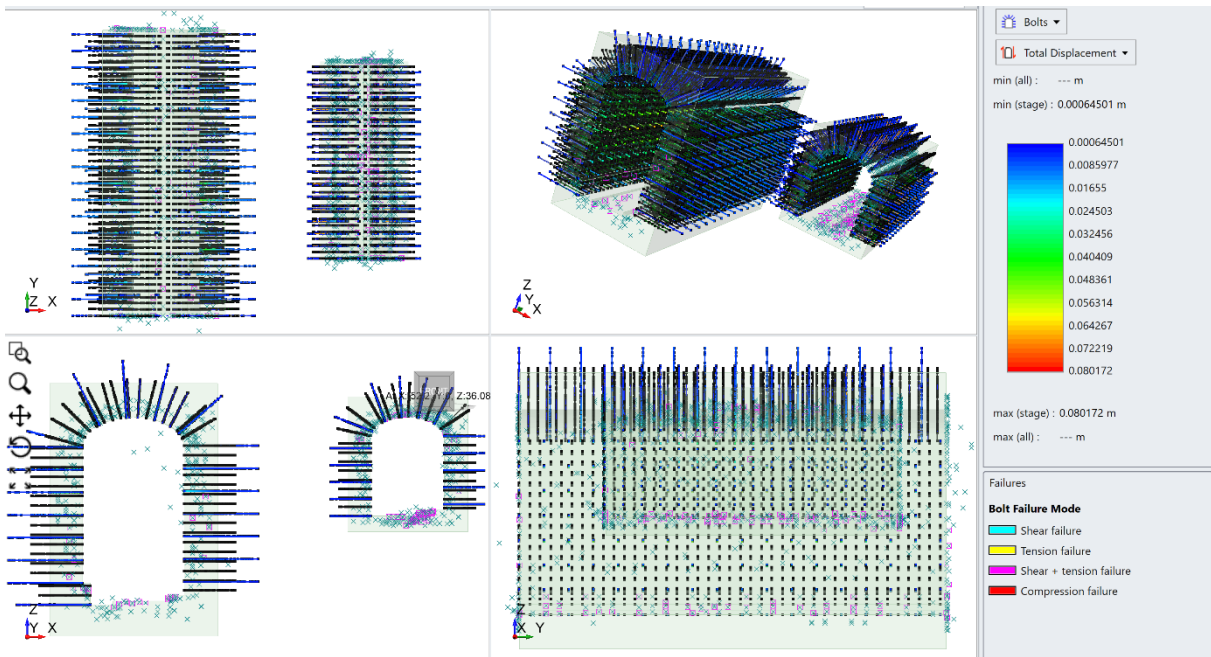 Bolts
Total Displacement
min (all) : --- m
min (stage) : 0.00064501 m
0.00064501
0.0085977
0.01655
0.024503
0.032456
0.040409
0.048361
0.056314
0.064267
0.072219
0.080172
max (stage) : 0.080172 m
max (all) : --- m
Failures
Bolt Failure Mode
Shear failure
Tension failure
Shear + tension failure
Compression failure
Y
Z X
Z
Y
X
Z:36.08
Z
Y X
Z
X Y